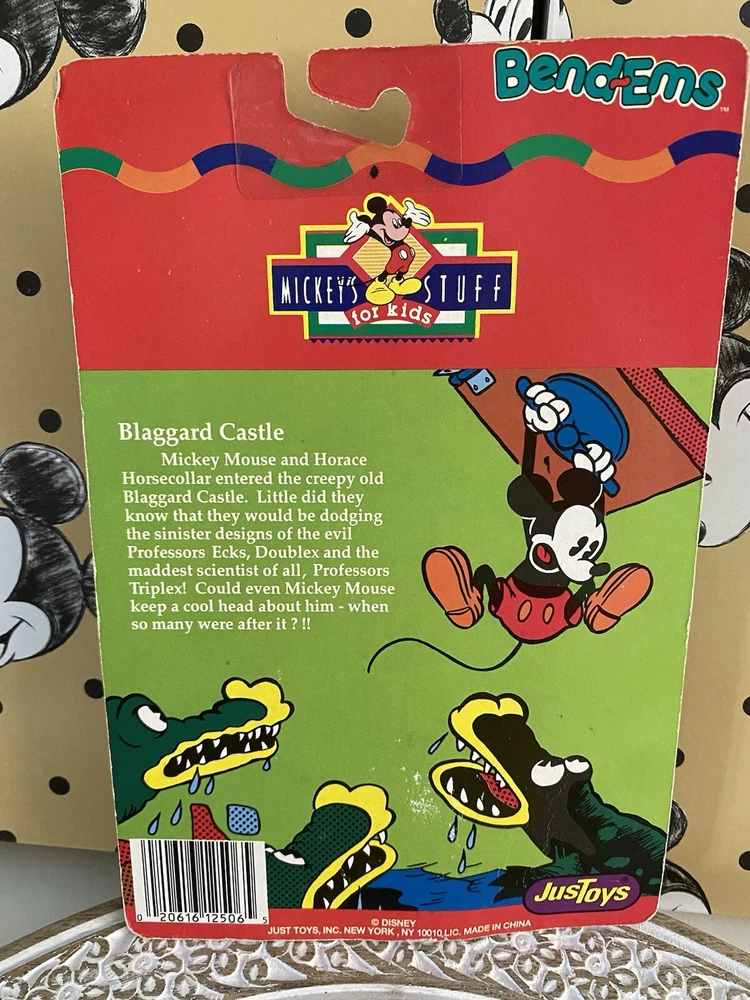 Bend-Ems™
MICKEY'S STUFF
for kids
Blaggard Castle
Mickey Mouse and Horace
Horsecollar entered the creepy old
Blaggard Castle. Little did they
know that they would be dodging
the sinister designs of the evil
Professors Ecks, Doublex and the
maddest scientist of all, Professors
Triplex! Could even Mickey Mouse
keep a cool head about him - when
so many were after it ? !!
JusToys®
0 20616 12506 5
© DISNEY
JUST TOYS, INC. NEW YORK, NY 10010 LIC. MADE IN CHINA